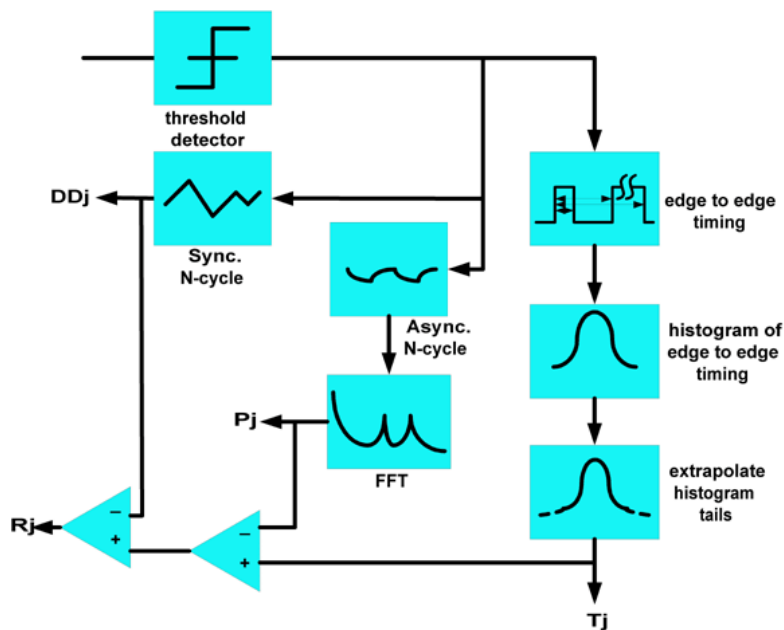 threshold
detector
DDj
Sync.
N-cycle
edge to edge
timing
Async.
N-cycle
histogram of
edge to edge
timing
Pj
FFT
extrapolate
histogram
tails
Rj
−
+
−
+
Tj